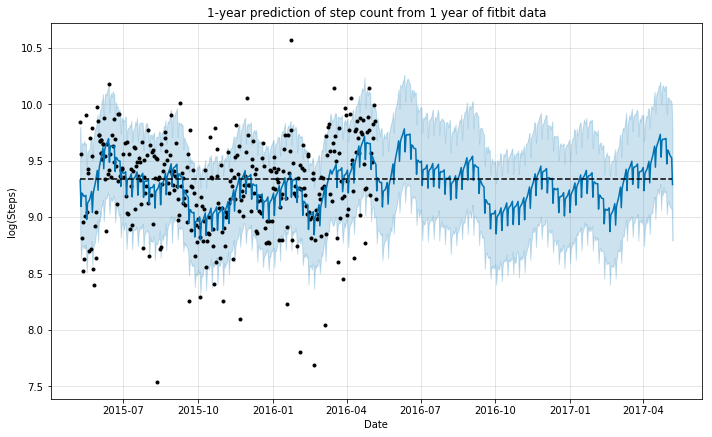 1-year prediction of step count from 1 year of fitbit data
10.5
10.0
9.5
9.0
8.5
8.0
7.5
log(Steps)
2015-07 2015-10 2016-01 2016-04 2016-07 2016-10 2017-01 2017-04
Date